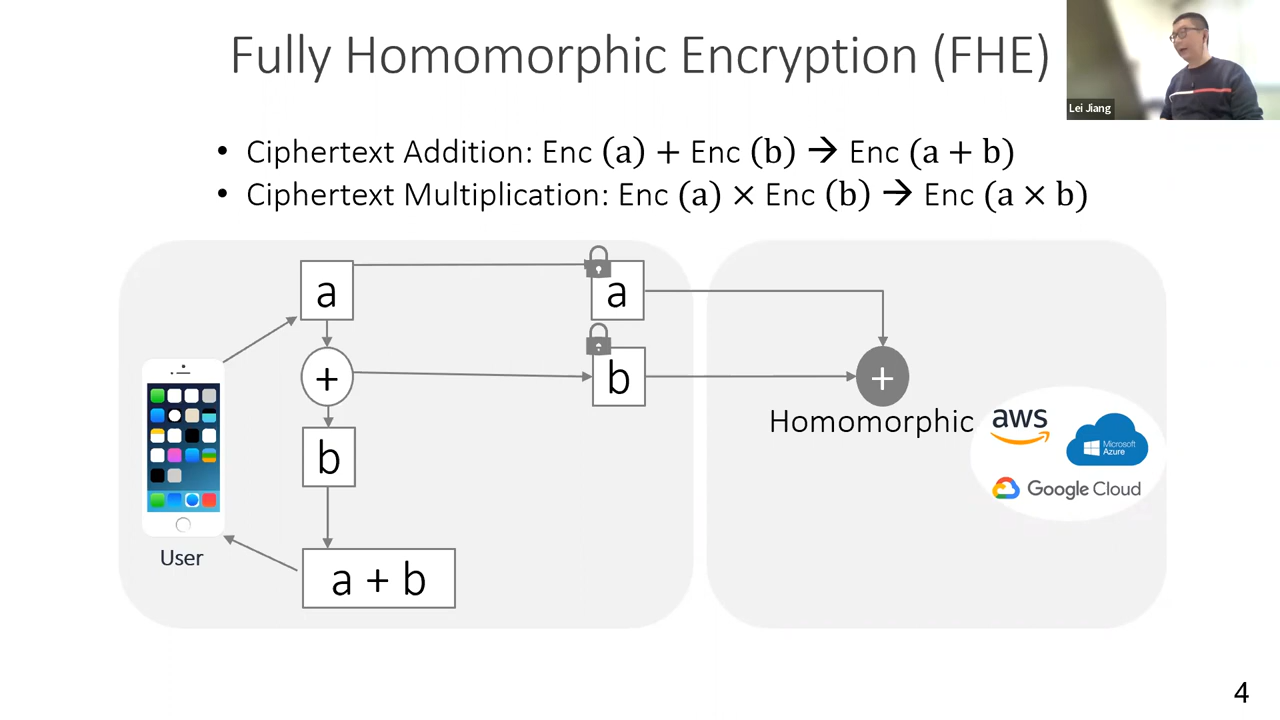 Fully Homomorphic Encryption (FHE)
Lei Jiang
• Ciphertext Addition: Enc (a) + Enc (b) → Enc (a + b)
• Ciphertext Multiplication: Enc (a) × Enc (b) → Enc (a × b)
a
a
+
b
+
Homomorphic
aws
Microsoft
Azure
Google Cloud
b
User
a + b
4